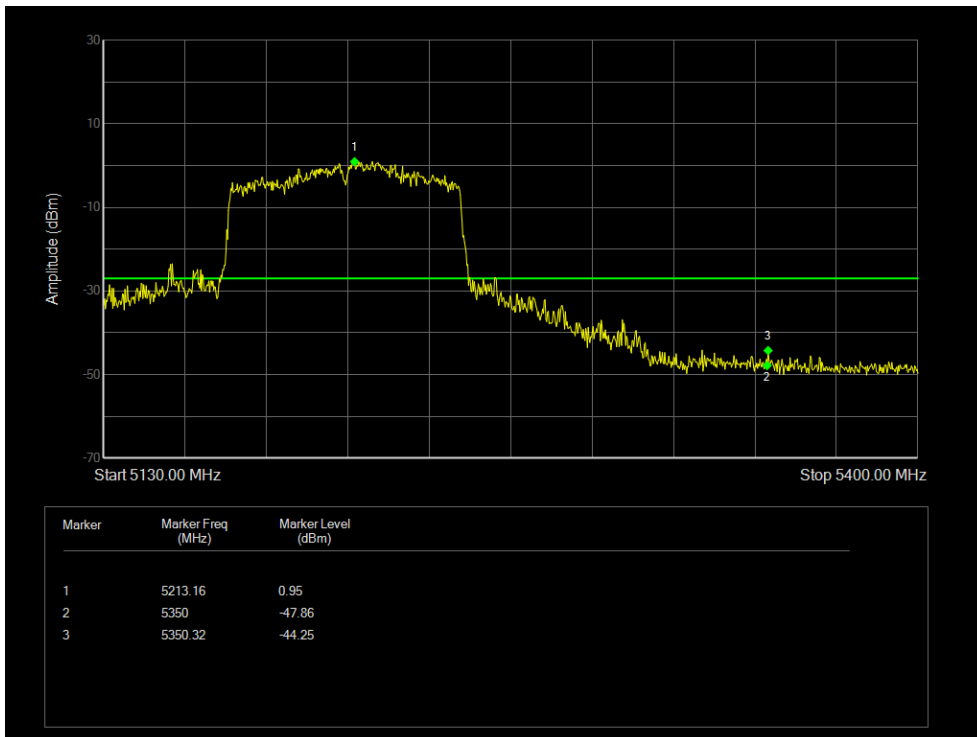 30
1
10
Amplitude (dBm)
-10
-30
3
-50
2
-70
Start 5130.00 MHz
Stop 5400.00 MHz
Marker Marker Freq (MHz) Marker Level (dBm)
1 5213.16 0.95
2 5350 -47.86
3 5350.32 -44.25